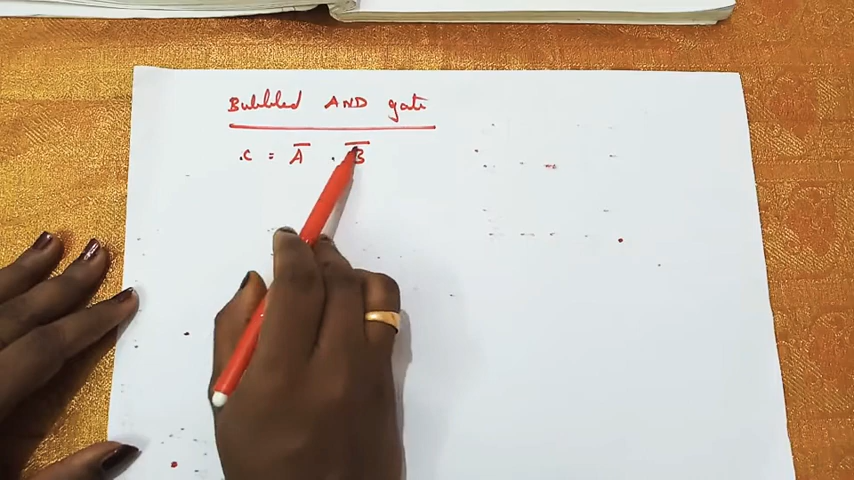 Bubbled AND gate
.C = A̅ . B̅